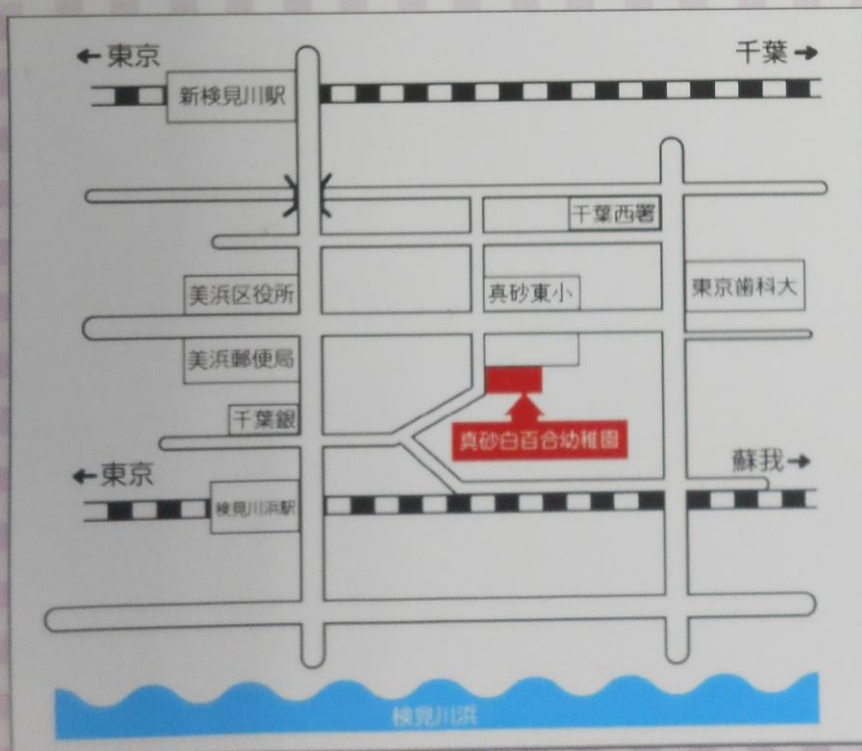 ←東京
千葉→
新検見川駅
千葉西署
美浜区役所
真砂東小
東京歯科大
美浜郵便局
千葉銀
真砂白百合幼稚園
←東京
蘇我→
検見川浜駅
検見川浜